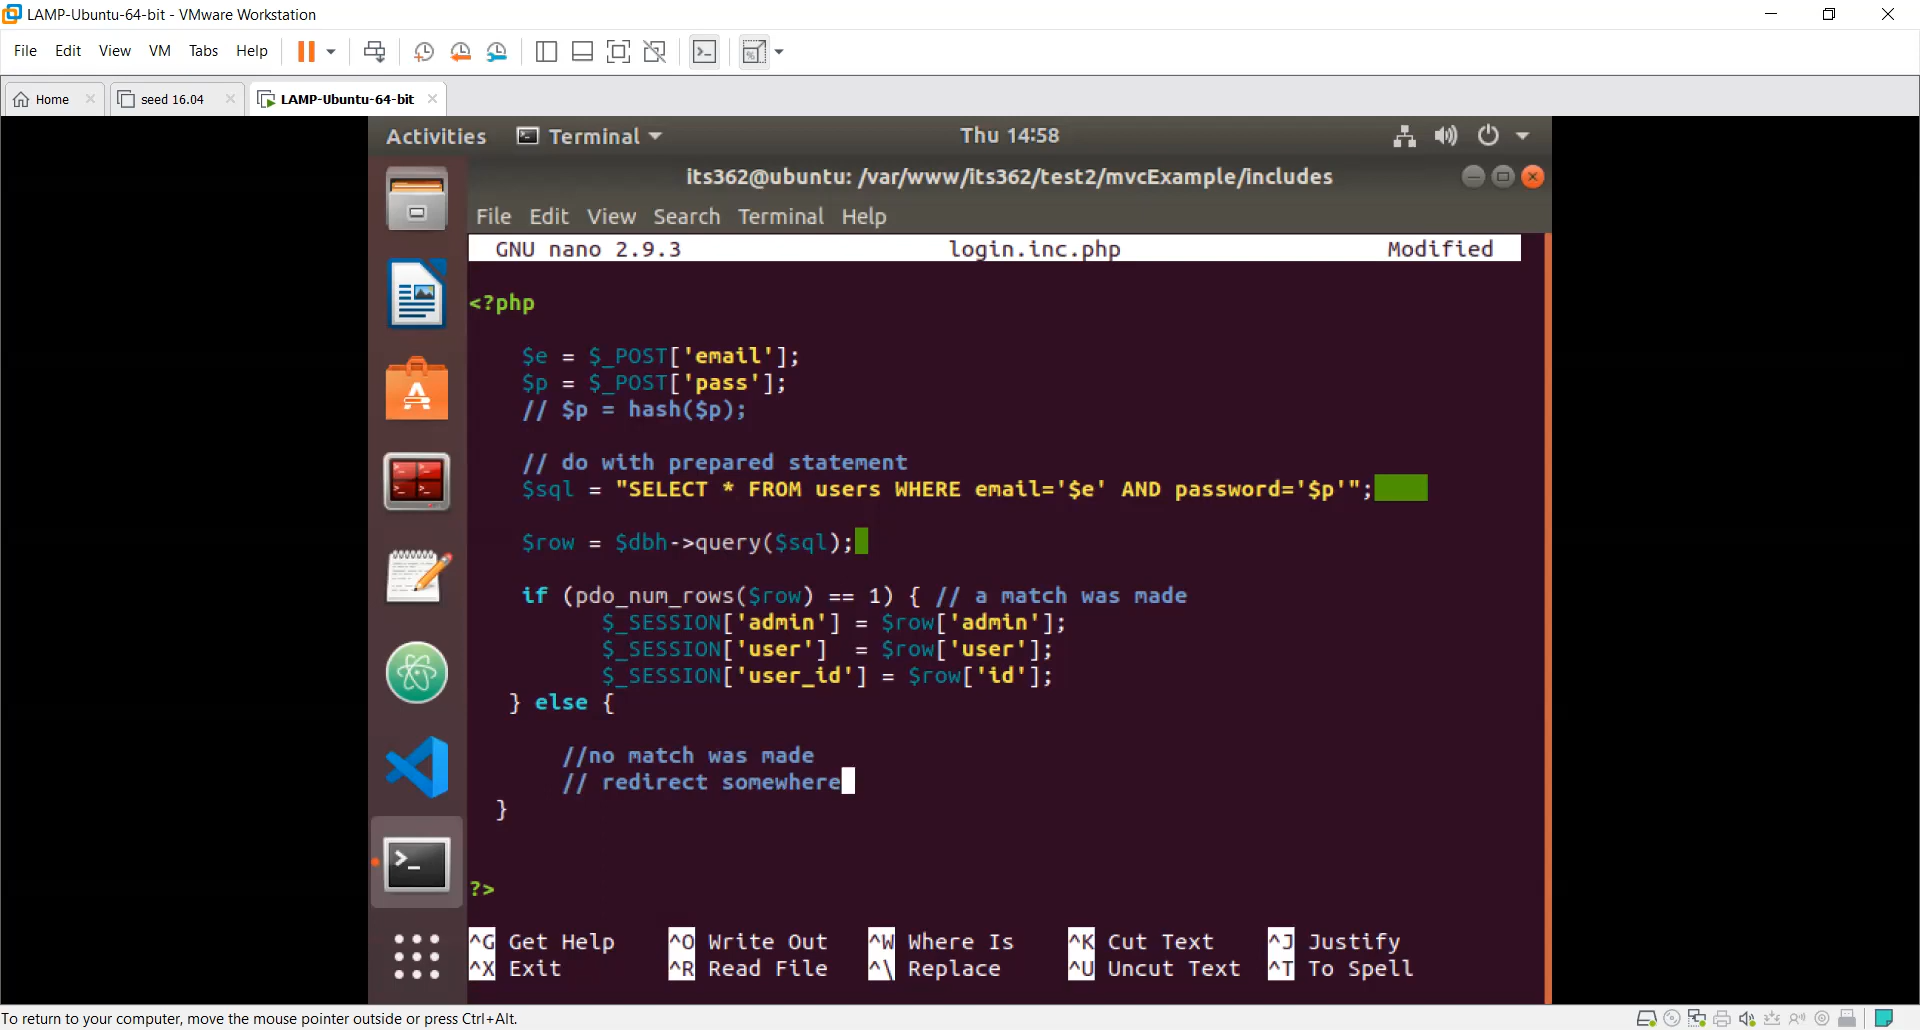 LAMP-Ubuntu-64-bit - VMware Workstation
File Edit View VM Tabs Help
Home seed 16.04 LAMP-Ubuntu-64-bit
Activities Terminal Thu 14:58
its362@ubuntu: /var/www/its362/test2/mvcExample/includes
File Edit View Search Terminal Help
GNU nano 2.9.3 login.inc.php Modified
<?php
$e = $_POST['email'];
$p = $_POST['pass'];
// $p = hash($p);
// do with prepared statement
$sql = "SELECT * FROM users WHERE email='$e' AND password='$p'";
$row = $dbh->query($sql);
if (pdo_num_rows($row) == 1) { // a match was made
$_SESSION['admin'] = $row['admin'];
$_SESSION['user']  = $row['user'];
$_SESSION['user_id'] = $row['id'];
} else {
//no match was made
// redirect somewhere
}
?>
^G Get Help ^O Write Out ^W Where Is ^K Cut Text ^J Justify
^X Exit ^R Read File ^\ Replace ^U Uncut Text ^T To Spell
To return to your computer, move the mouse pointer outside or press Ctrl+Alt.